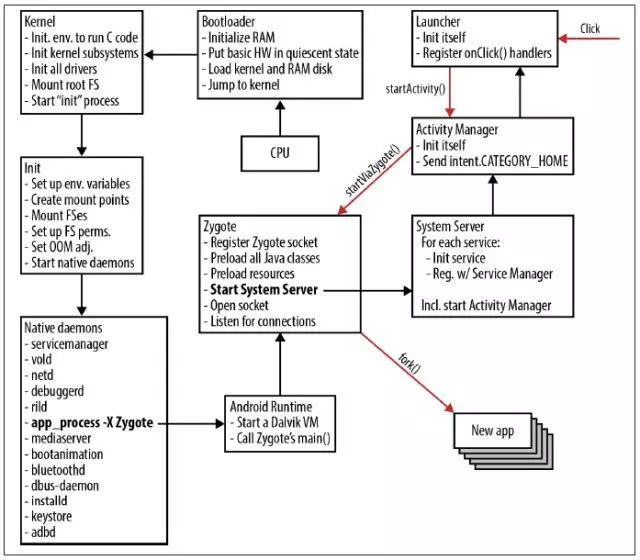 Kernel
- Init. env. to run C code
- Init kernel subsystems
- Init all drivers
- Mount root FS
- Start “init” process
Bootloader
- Initialize RAM
- Put basic HW in quiescent state
- Load kernel and RAM disk
- Jump to kernel
Launcher
- Init itself
- Register onClick() handlers
Click
CPU
startActivity()
Activity Manager
- Init itself
- Send intent.CATEGORY_HOME
Init
- Set up env. variables
- Create mount points
- Mount FSes
- Set up FS perms.
- Set OOM adj.
- Start native daemons
startViaZygote()
Zygote
- Register Zygote socket
- Preload all Java classes
- Preload resources
- Start System Server
- Open socket
- Listen for connections
System Server
For each service:
- Init service
- Reg. w/ Service Manager
Incl. start Activity Manager
Native daemons
- servicemanager
- vold
- netd
- debuggerd
- rild
- app_process -X Zygote
- mediaserver
- bootanimation
- bluetoothd
- dbus-daemon
- installd
- keystore
- adbd
Android Runtime
- Start a Dalvik VM
- Call Zygote’s main()
fork()
New app